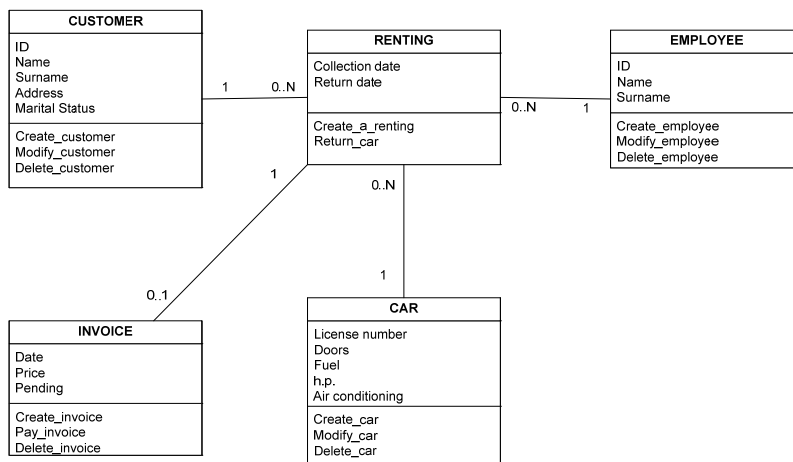 CUSTOMER
ID
Name
Surname
Address
Marital Status
Create_customer
Modify_customer
Delete_customer
1
0..N
RENTING
Collection date
Return date
Create_a_renting
Return_car
0..N
1
EMPLOYEE
ID
Name
Surname
Create_employee
Modify_employee
Delete_employee
1
0..1
0..N
1
INVOICE
Date
Price
Pending
Create_invoice
Pay_invoice
Delete_invoice
CAR
License number
Doors
Fuel
h.p.
Air conditioning
Create_car
Modify_car
Delete_car